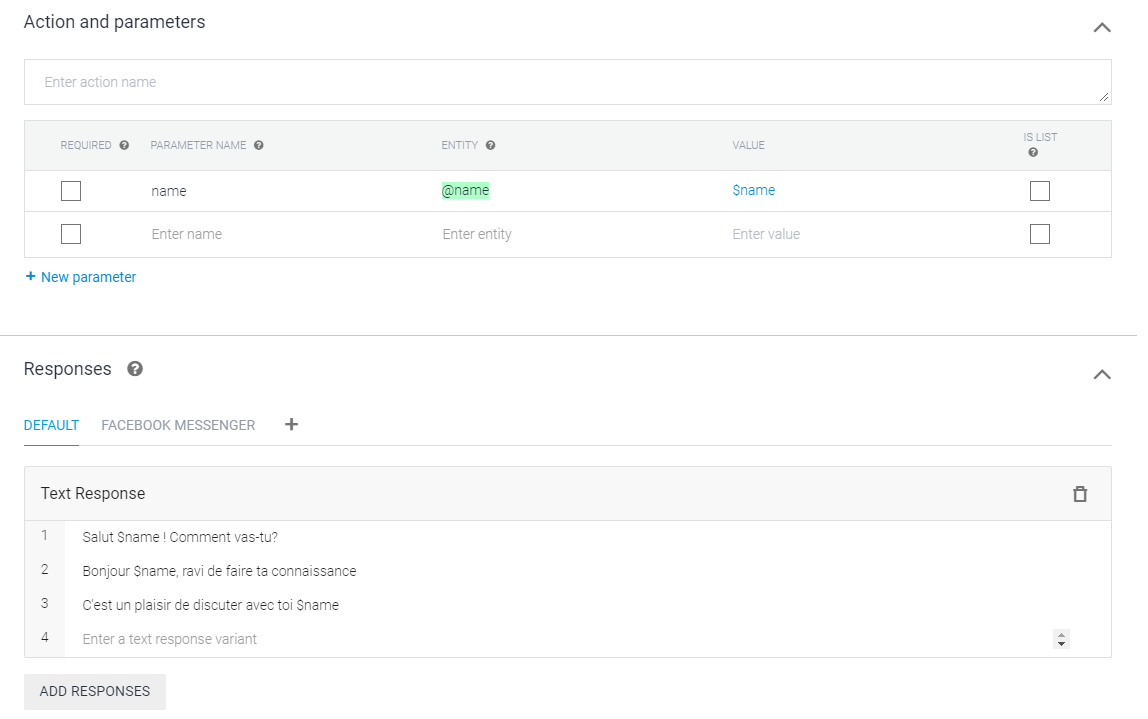 Action and parameters
Enter action name
REQUIRED PARAMETER NAME ENTITY VALUE IS LIST
name @name $name
Enter name Enter entity Enter value
+ New parameter
Responses
DEFAULT FACEBOOK MESSENGER +
Text Response
1 Salut $name ! Comment vas-tu?
2 Bonjour $name, ravi de faire ta connaissance
3 C'est un plaisir de discuter avec toi $name
4 Enter a text response variant
ADD RESPONSES